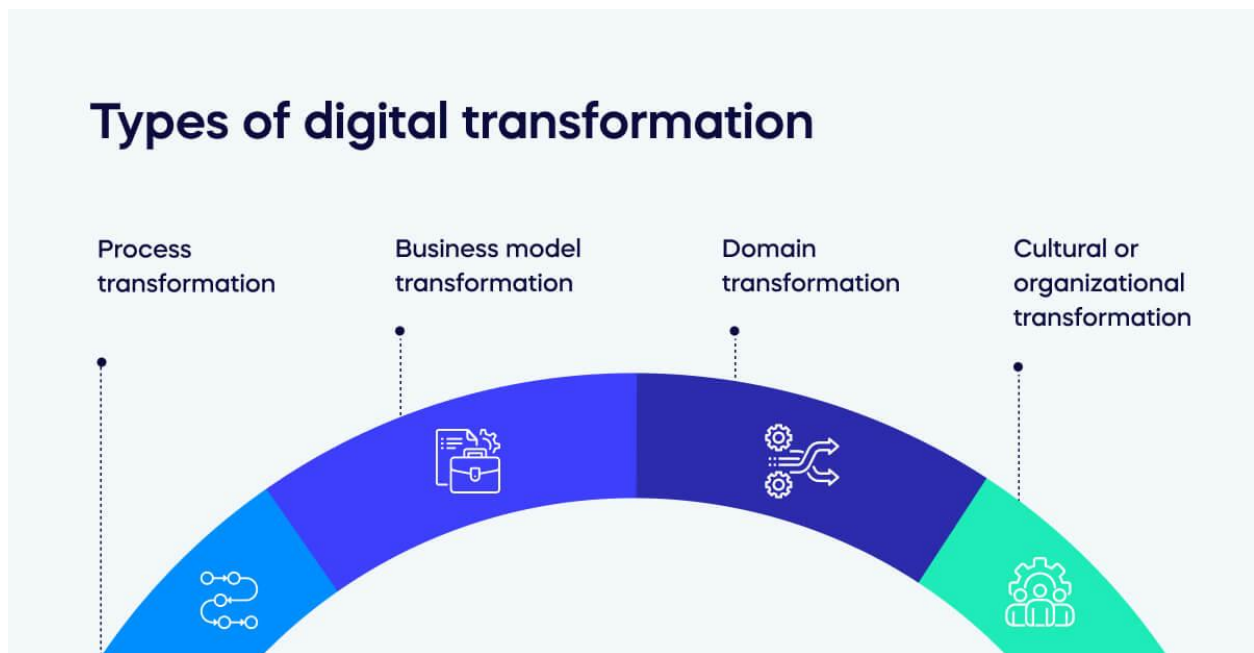 Types of digital transformation
Process
transformation
Business model
transformation
Domain
transformation
Cultural or
organizational
transformation